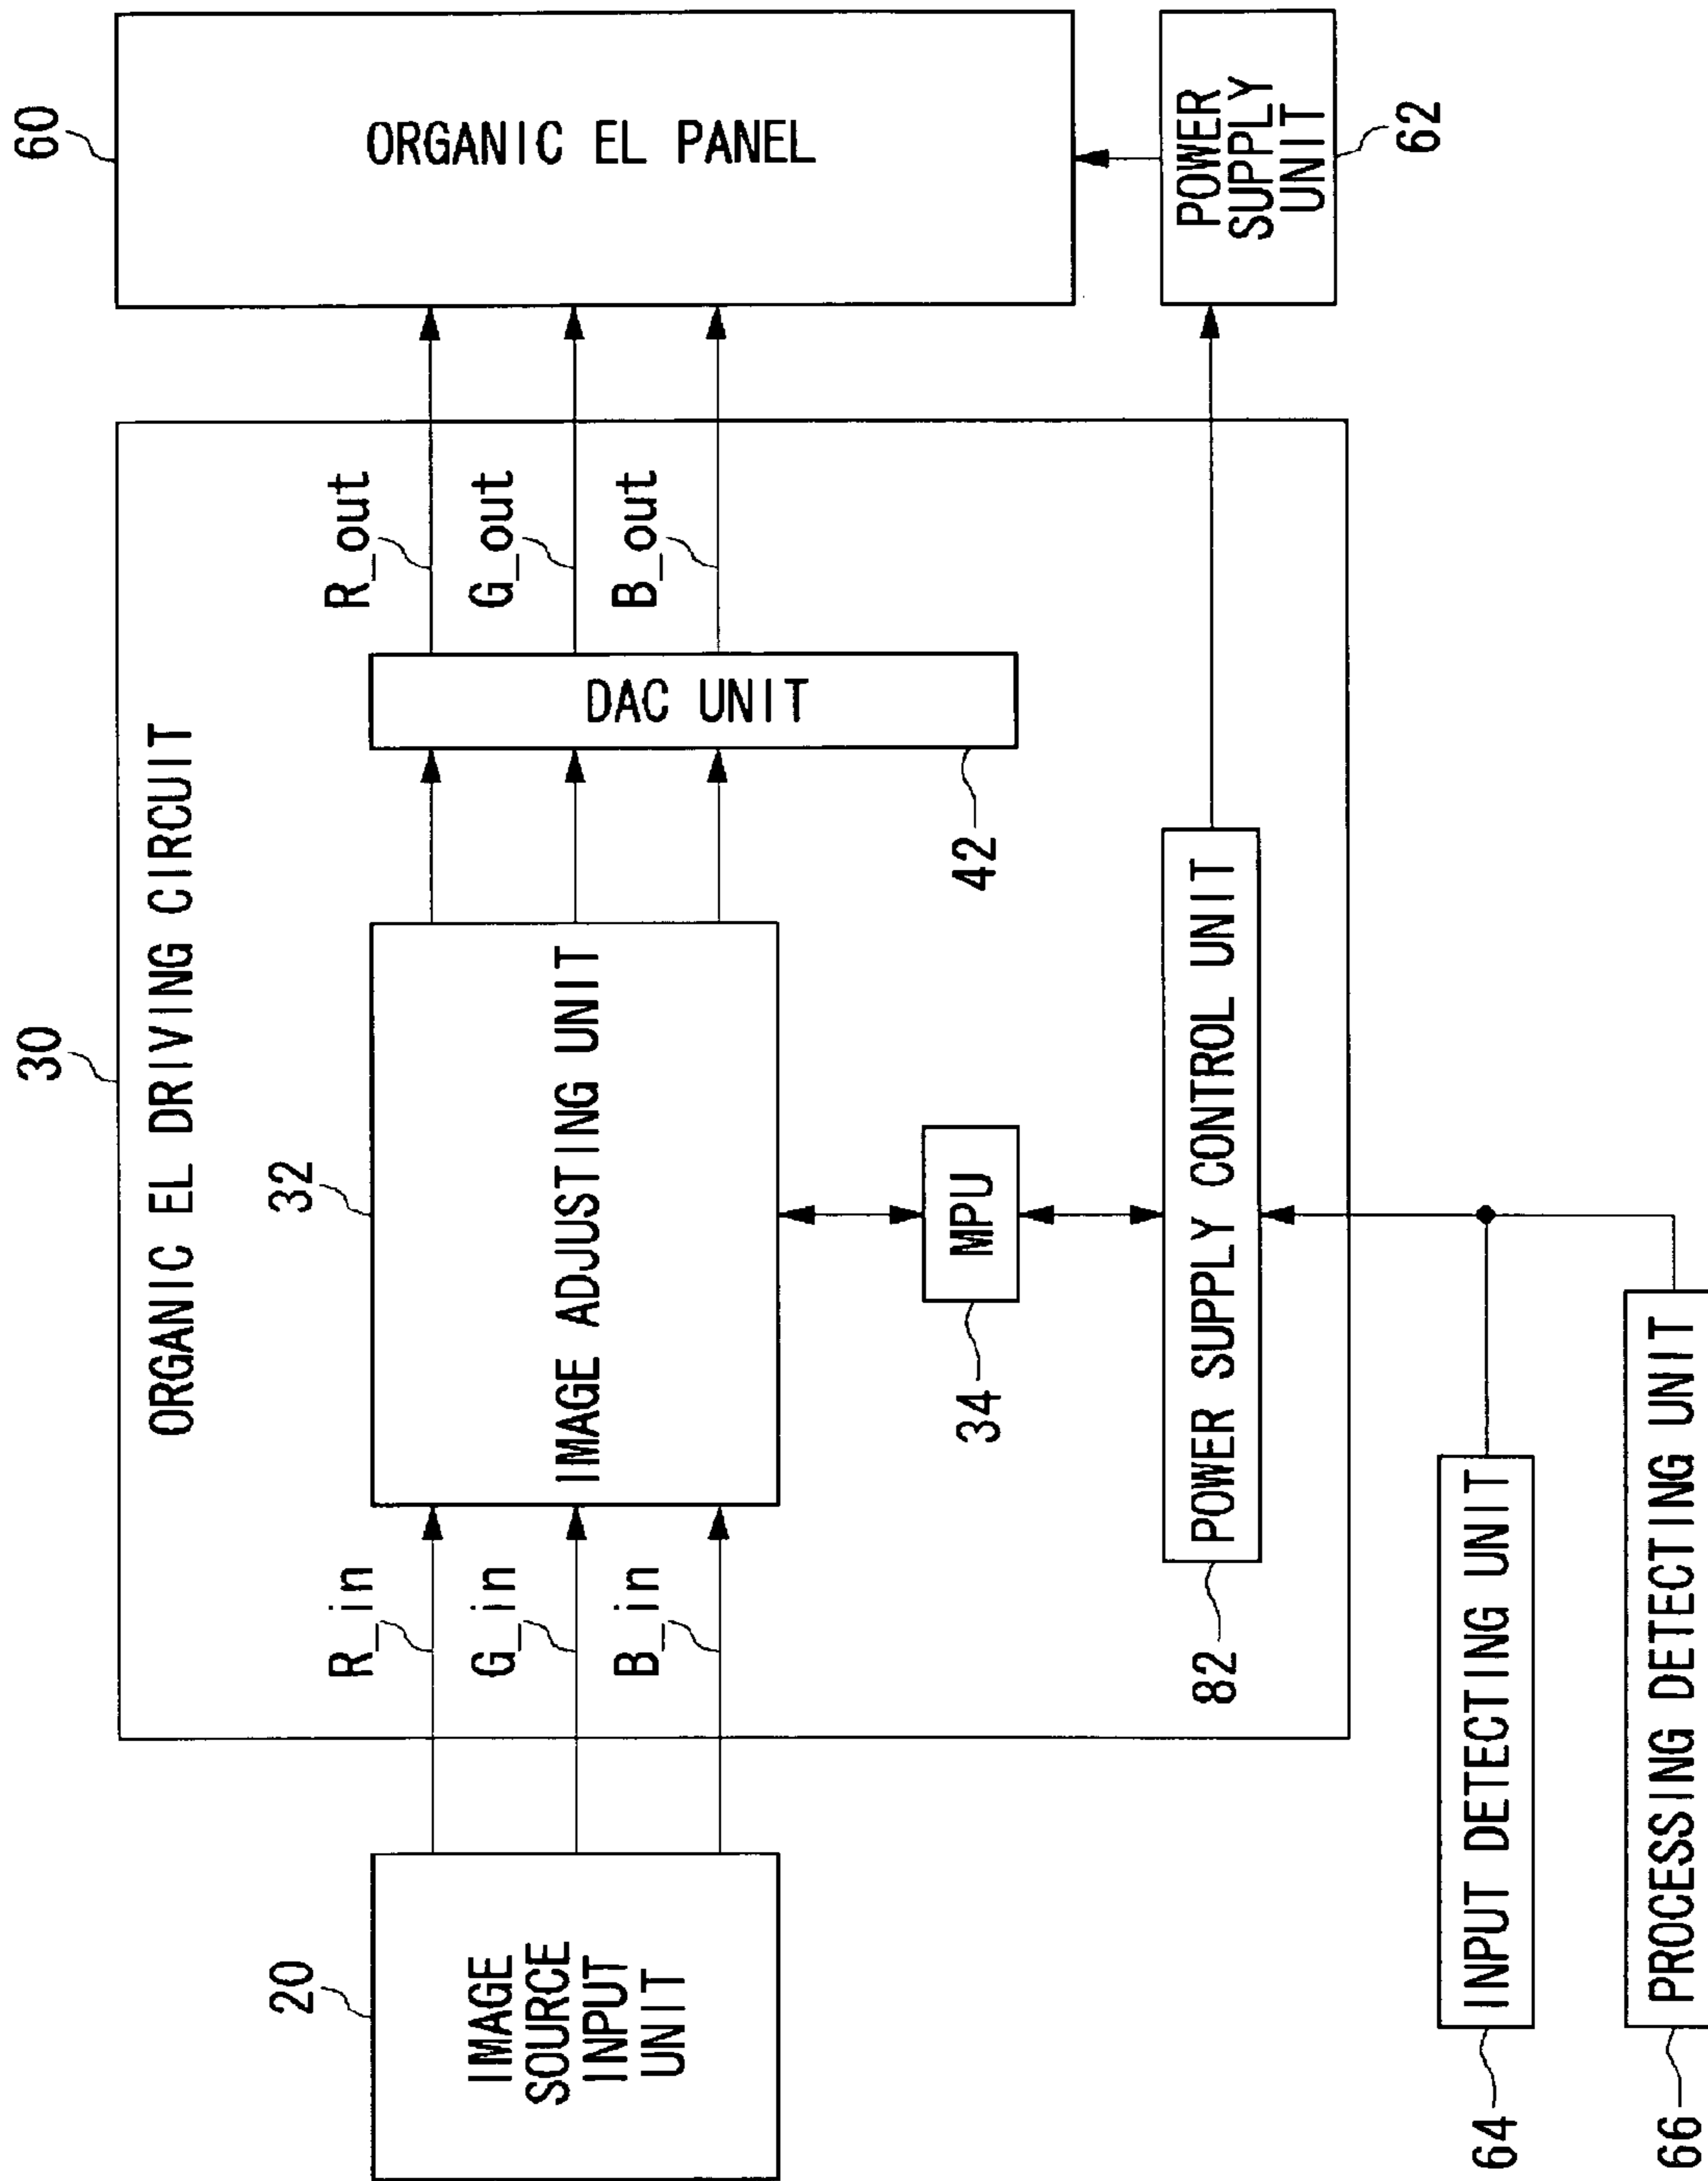 30
60
ORGANIC EL DRIVING CIRCUIT
20
32
IMAGE
SOURCE
INPUT
UNIT
R_in
G_in
B_in
IMAGE ADJUSTING UNIT
DAC UNIT
R_out
G_out
B_out
ORGANIC EL PANEL
34
MPU
42
82
POWER SUPPLY CONTROL UNIT
POWER
SUPPLY
UNIT
62
64
INPUT DETECTING UNIT
66
PROCESSING DETECTING UNIT